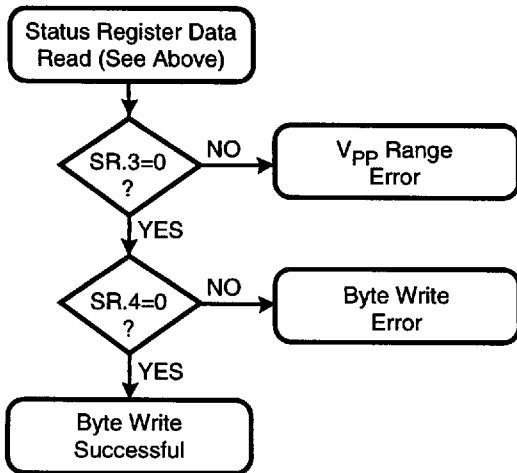 Status Register Data
Read (See Above)
SR.3=0
?
NO
V_PP Range
Error
YES
SR.4=0
?
NO
Byte Write
Error
YES
Byte Write
Successful